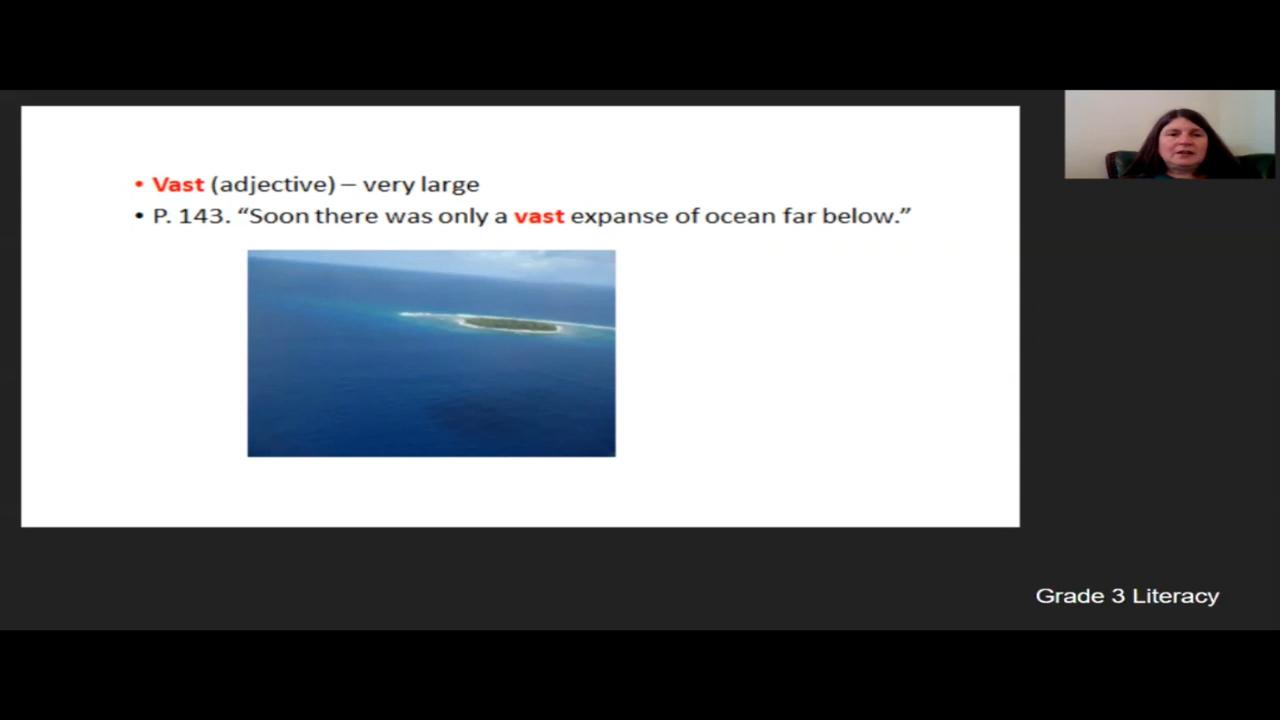 • Vast (adjective) – very large
• P. 143. “Soon there was only a vast expanse of ocean far below.”
Grade 3 Literacy